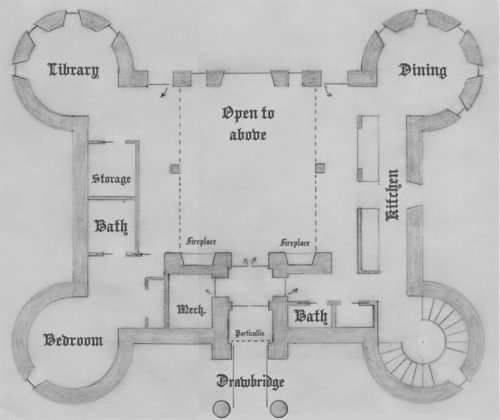 Library
Dining
Open to
above
Storage
Kitchen
Bath
Fireplace
Fireplace
Mech.
Bath
Portcullis
Bedroom
Drawbridge